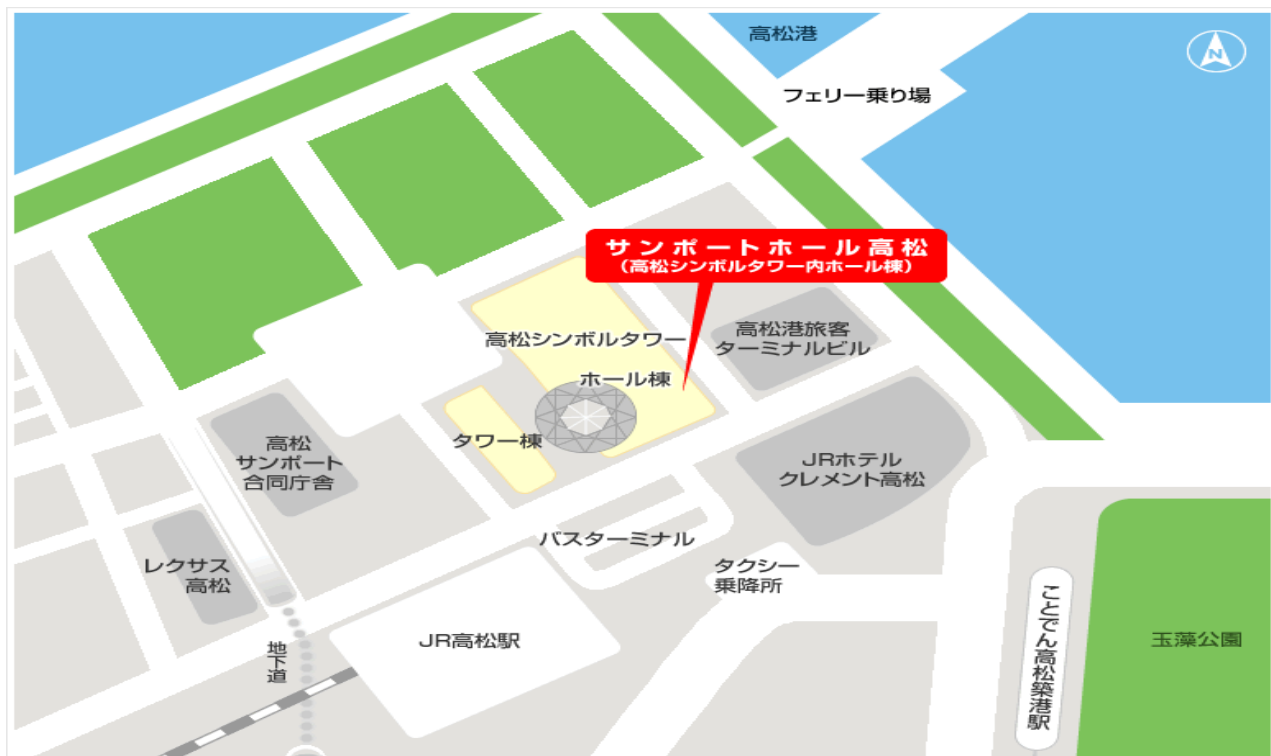 高松港
N
フェリー乗り場
サンポートホール高松
(高松シンボルタワー内ホール棟)
高松シンボルタワー
高松港旅客
ターミナルビル
ホール棟
タワー棟
高松
サンポート
合同庁舎
JRホテル
クレメント高松
バスターミナル
レクサス
高松
タクシー
乗降所
JR高松駅
地下道
ことでん高松築港駅
玉藻公園